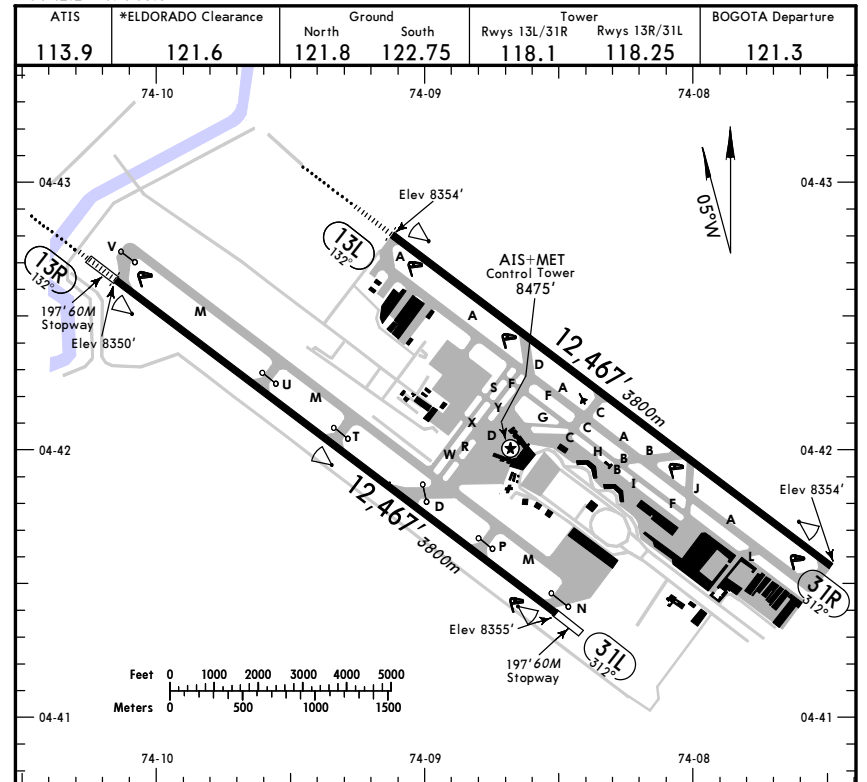 ATIS
113.9
*ELDORADO Clearance
121.6
Ground
North South
121.8 122.75
Tower
Rwys 13L/31R Rwys 13R/31L
118.1 118.25
BOGOTA Departure
121.3
74-10 74-09 74-08
04-43 04-43
05°W
Elev 8354'
13L
132°
A
AIS+MET
Control Tower
8475'
V
13R
132°
197' 60M
Stopway
Elev 8350'
M
A
12,467' 3800m
D
S F F A
Y G C
U M
X D C C A
T
W R H B B
B I
04-42 04-42
J
F
Elev 8354'
A
12,467' 3800m
D
P M
L
31R
312°
N
Elev 8355'
197' 60M
Stopway
31L
312°
Feet 0 1000 2000 3000 4000 5000
Meters 0 500 1000 1500
04-41 04-41
74-10 74-09 74-08